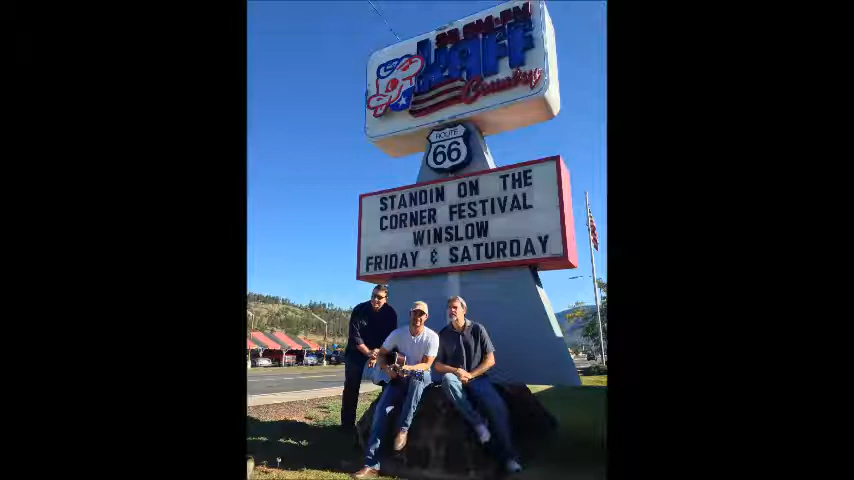 KAFF
Country
ROUTE
66
STANDIN ON THE
CORNER FESTIVAL
WINSLOW
FRIDAY & SATURDAY